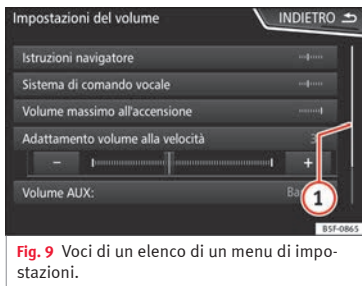 Impostazioni del volume
INDIETRO
Istruzioni navigatore
Sistema di comando vocale
Volume massimo all'accensione
Adattamento volume alla velocità
3
− +
Volume AUX:
1
BSF-0865
Fig. 9 Voci di un elenco di un menu di impo-
stazioni.